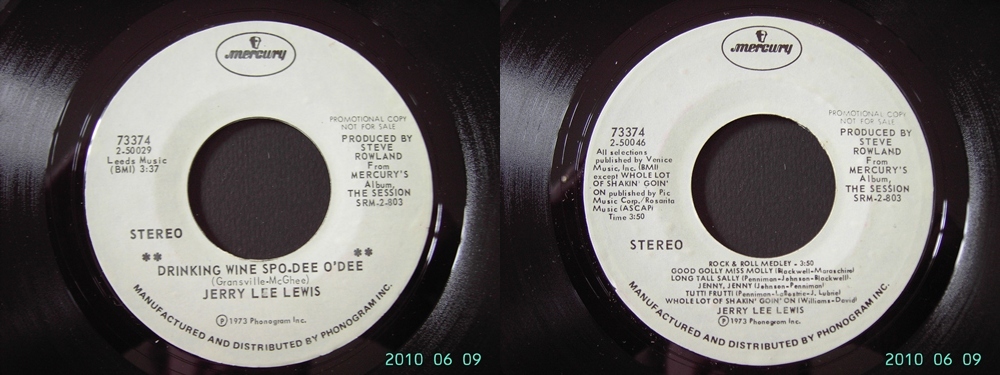 mercury
PROMOTIONAL COPY
NOT FOR SALE
73374
2-50029
Leeds Music
(BMI) 3:37
PRODUCED BY
STEVE
ROWLAND
From
MERCURY'S
Album,
THE SESSION
SRM-2-803
STEREO
** **
DRINKING WINE SPO-DEE O'DEE
(Gransville-McGhee)
JERRY LEE LEWIS
℗ 1973 Phonogram Inc.
MANUFACTURED AND DISTRIBUTED BY PHONOGRAM INC.
2010 06 09
mercury
PROMOTIONAL COPY
NOT FOR SALE
73374
2-50046
All selections
published by Venice
Music, Inc. (BMI)
except WHOLE LOT
OF SHAKIN' GOIN'
ON published by Pic
Music Corp./Rosarita
Music (ASCAP)
Time 3:50
PRODUCED BY
STEVE
ROWLAND
From
MERCURY'S
Album,
THE SESSION
SRM-2-803
STEREO
ROCK & ROLL MEDLEY - 3:50
GOOD GOLLY MISS MOLLY (Blackwell-Marascalco)
LONG TALL SALLY (Penniman-Johnson-Blackwell)
JENNY, JENNY (Johnson-Penniman)
TUTTI FRUTTI (Penniman-LaBostrie-J. Lubin)
WHOLE LOT OF SHAKIN' GOIN' ON (Williams-David)
JERRY LEE LEWIS
℗ 1973 Phonogram Inc.
MANUFACTURED AND DISTRIBUTED BY PHONOGRAM INC.
2010 06 09